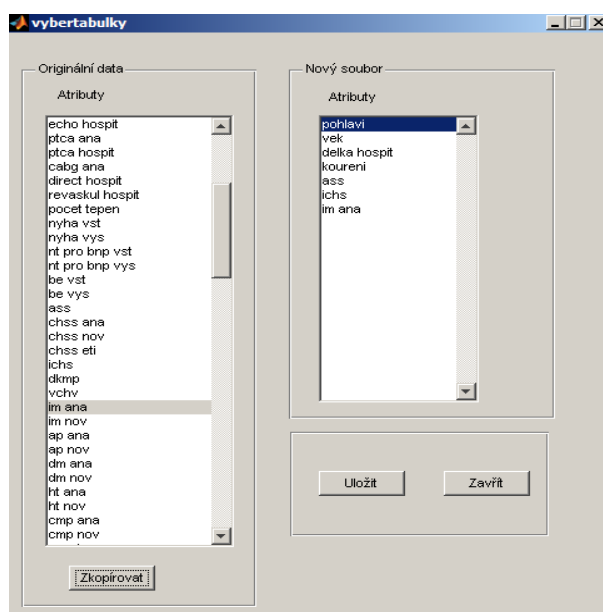 vybertabulky
Originální data
Atributy
echo hospit
ptca ana
ptca hospit
cabg ana
direct hospit
revaskul hospit
pocet tepen
nyha vst
nyha vys
nt pro bnp vst
nt pro bnp vys
be vst
be vys
ass
chss ana
chss nov
chss eti
ichs
dkmp
vchv
im ana
im nov
ap ana
ap nov
dm ana
dm nov
ht ana
ht nov
cmp ana
cmp nov
Zkopírovat
Nový soubor
Atributy
pohlavi
vek
delka hospit
koureni
ass
ichs
im ana
Uložit
Zavřít